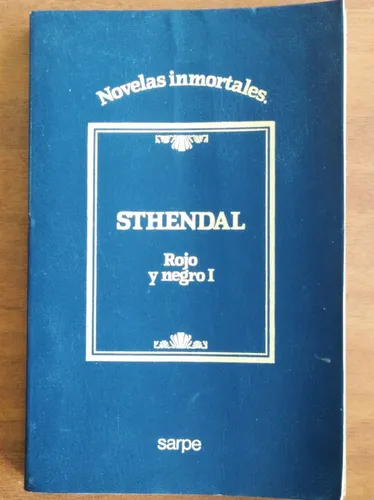 Novelas inmortales.
STHENDAL
Rojo
y negro I
sarpe